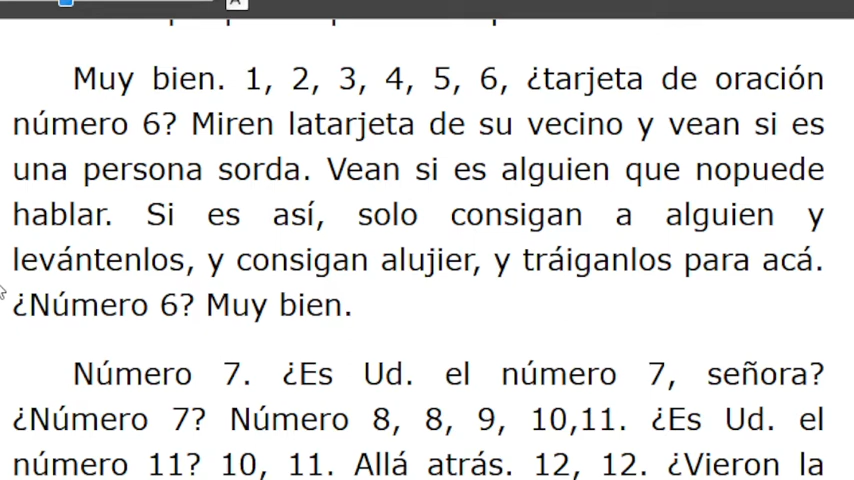 Muy bien. 1, 2, 3, 4, 5, 6, ¿tarjeta de oración
número 6? Miren latarjeta de su vecino y vean si es
una persona sorda. Vean si es alguien que nopuede
hablar. Si es así, solo consigan a alguien y
levántenlos, y consigan alujier, y tráiganlos para acá.
¿Número 6? Muy bien.
Número 7. ¿Es Ud. el número 7, señora?
¿Número 7? Número 8, 8, 9, 10,11. ¿Es Ud. el
número 11? 10, 11. Allá atrás. 12, 12. ¿Vieron la